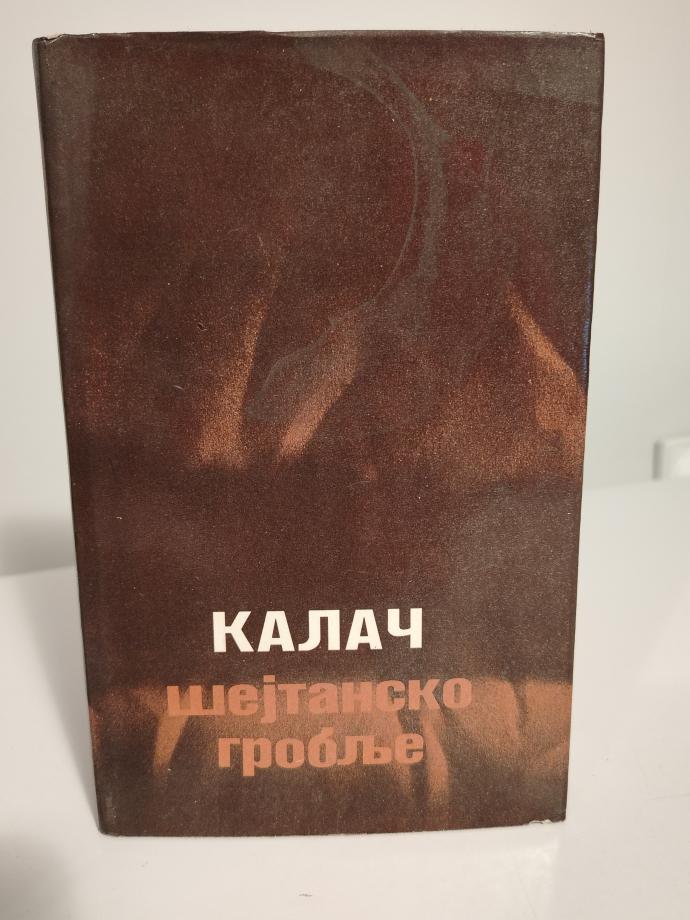 КАЛАЧ
шејтанско
гробље